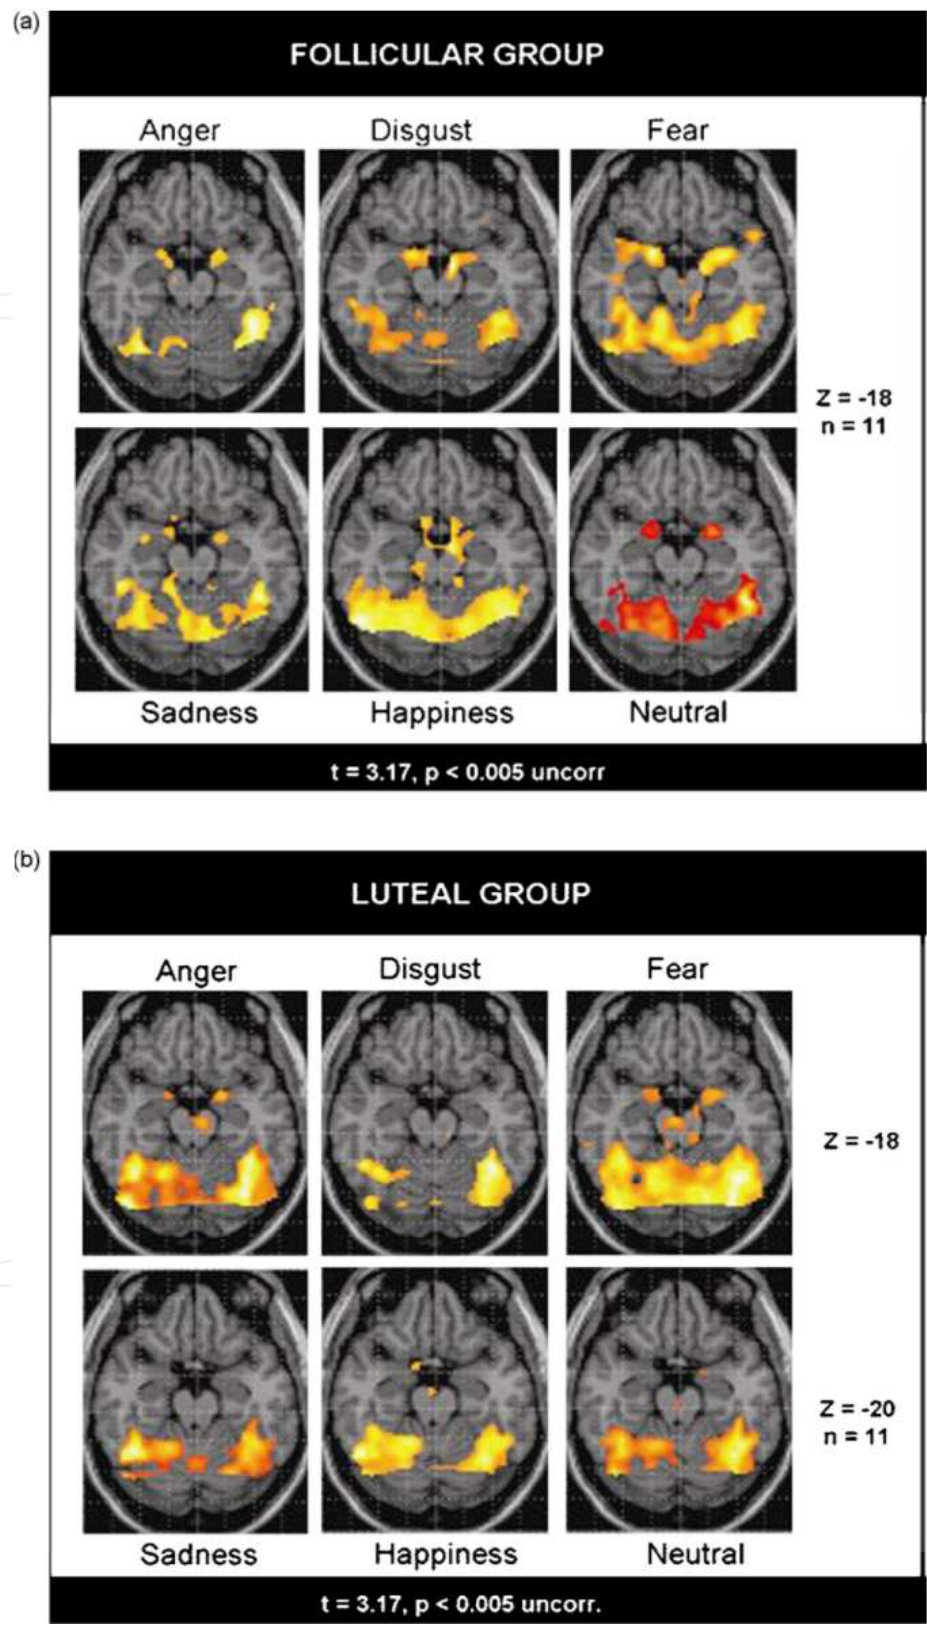 (a)
FOLLICULAR GROUP
Anger Disgust Fear
Z = -18
n = 11
Sadness Happiness Neutral
t = 3.17, p < 0.005 uncorr
(b)
LUTEAL GROUP
Anger Disgust Fear
Z = -18
Z = -20
n = 11
Sadness Happiness Neutral
t = 3.17, p < 0.005 uncorr.